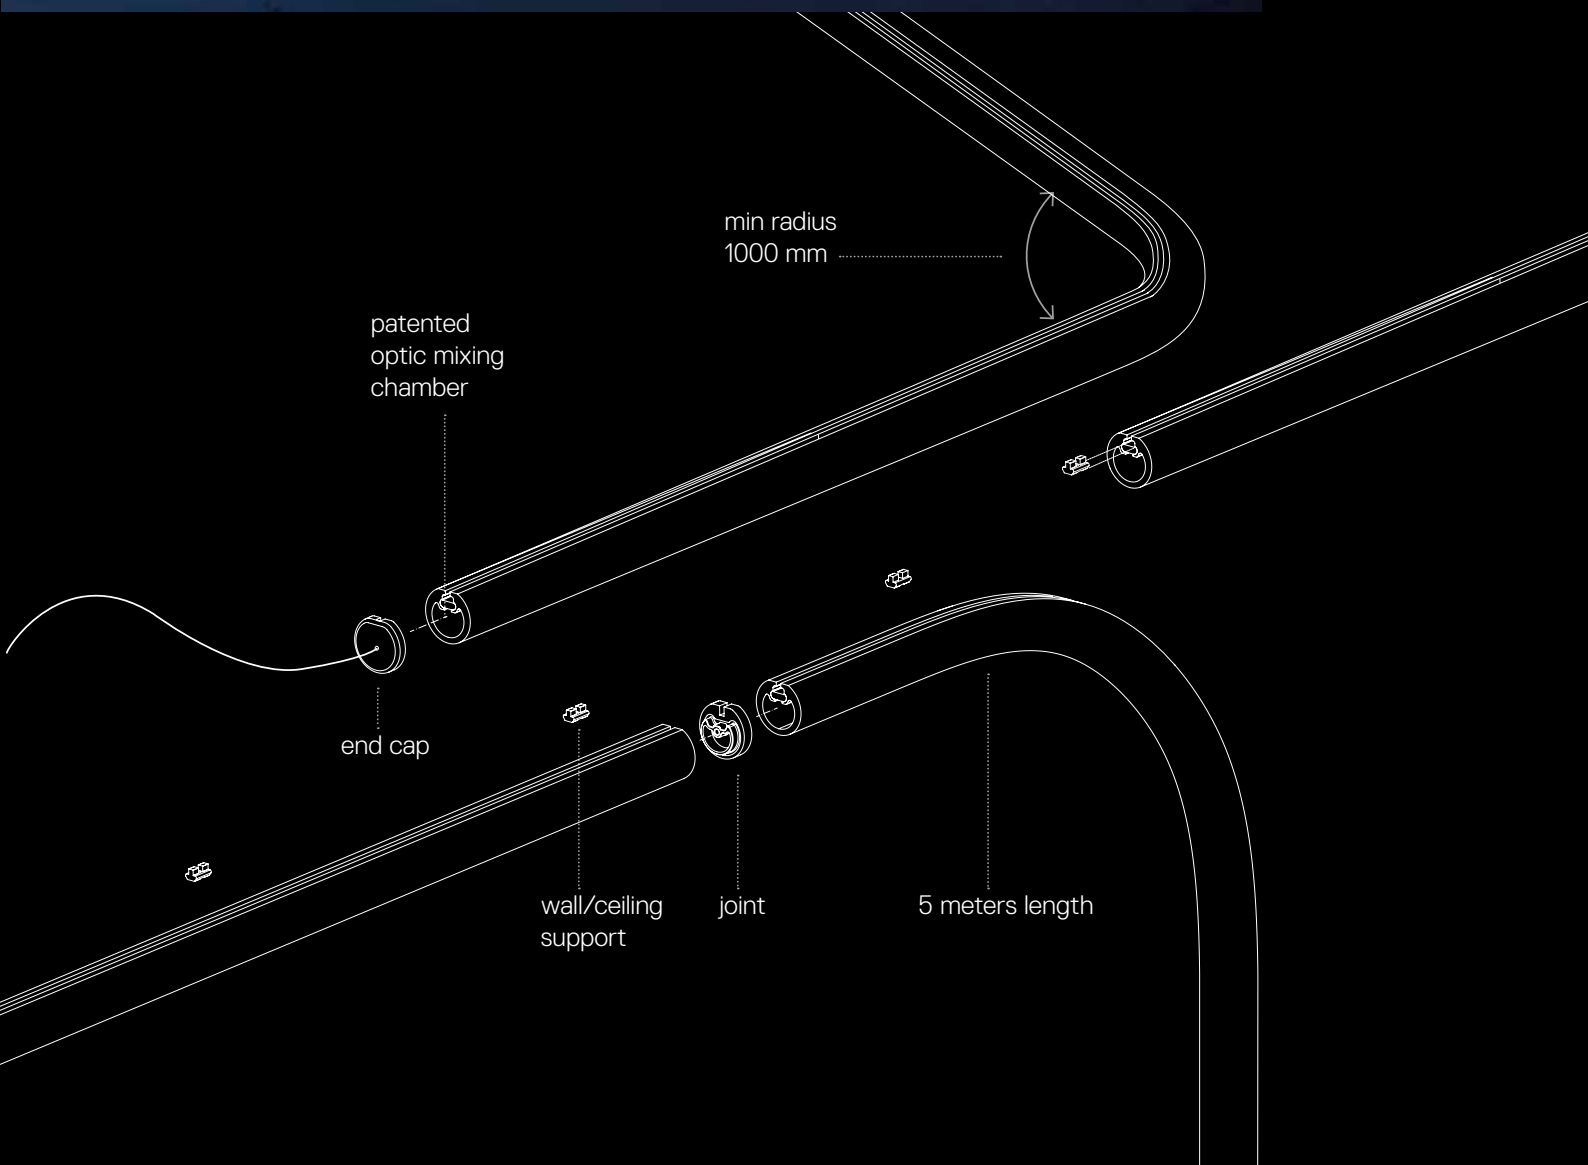 min radius
1000 mm
patented
optic mixing
chamber
end cap
wall/ceiling
support
joint
5 meters length